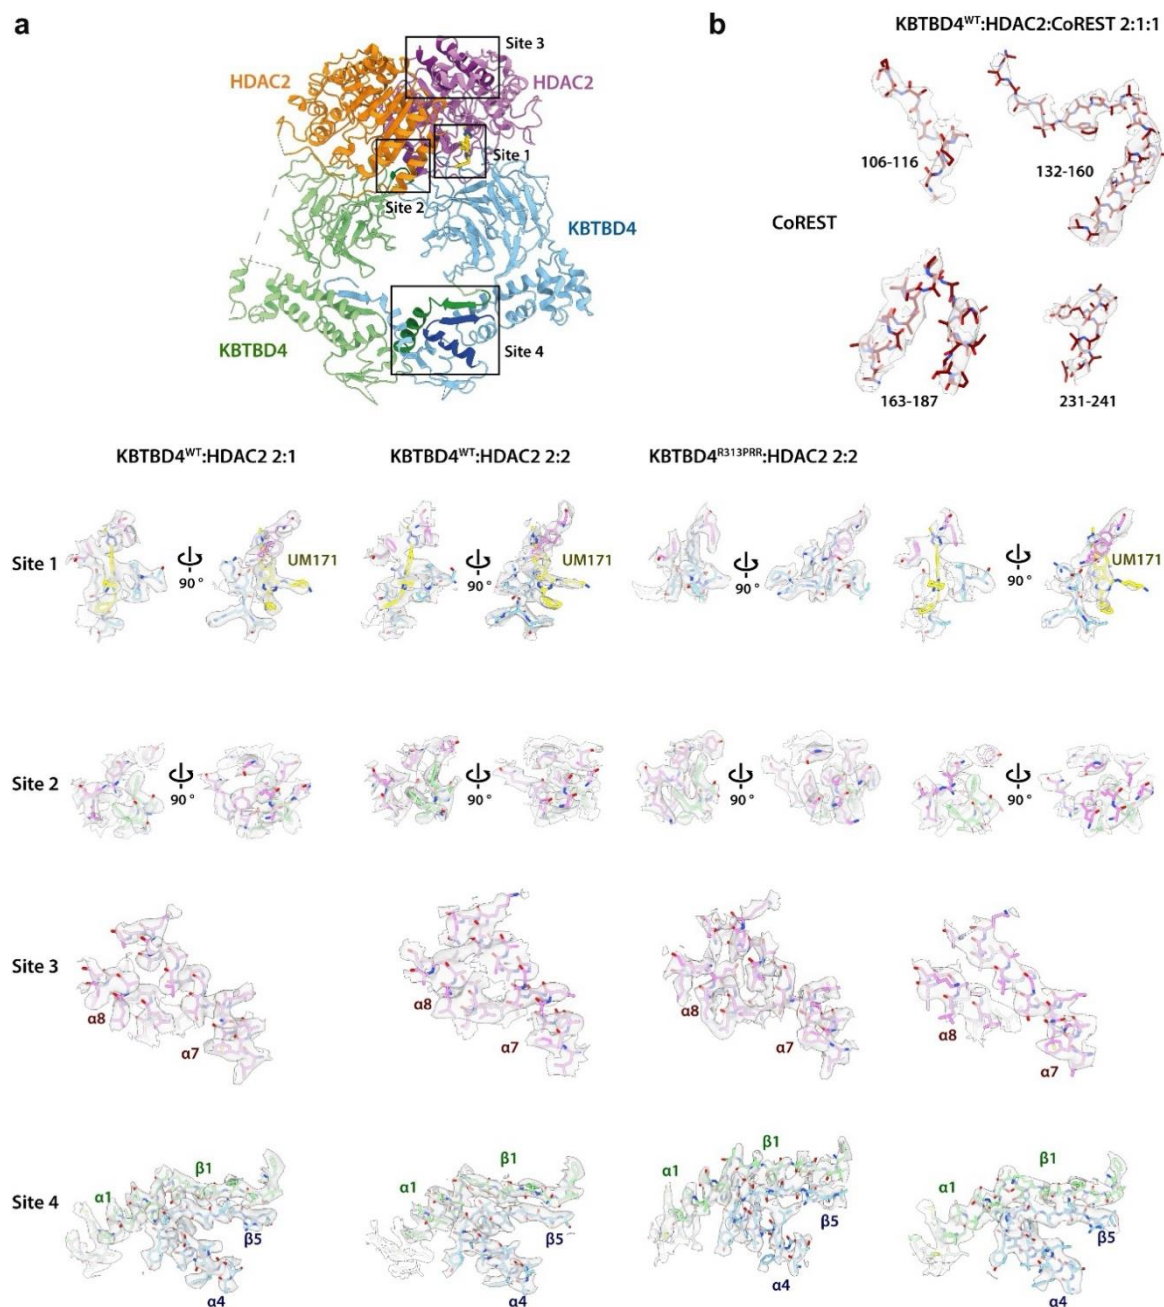 a
HDAC2
Site 3
HDAC2
Site 1
Site 2
KBTBD4
KBTBD4
Site 4
b
KBTBD4WT:HDAC2:CoREST 2:1:1
106-116
132-160
CoREST
163-187
231-241
KBTBD4WT:HDAC2 2:1
KBTBD4WT:HDAC2 2:2
KBTBD4R313PRR:HDAC2 2:2
Site 1
90 °
UM171
90 °
UM171
90 °
90 °
UM171
Site 2
90 °
90 °
90 °
90 °
Site 3
α8
α7
α8
α7
α8
α7
α8
α7
Site 4
α1
β1
β5
α4
α1
β1
β5
α4
α1
β1
β5
α4
α1
β1
β5
α4